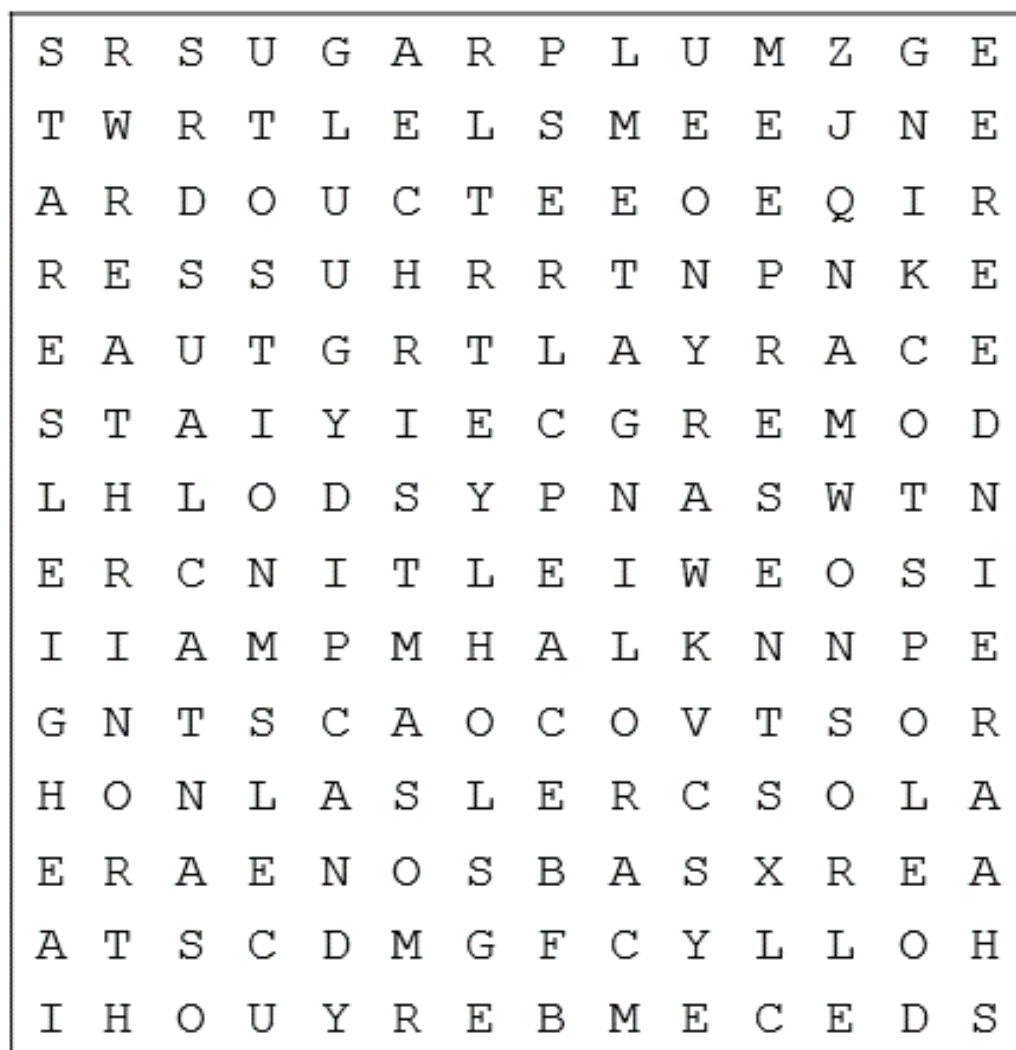 S R S U G A R P L U M Z G E
T W R T L E L S M E E J N E
A R D O U C T E E O E Q I R
R E S S U H R R T N P N K E
E A U T G R T L A Y R A C E
S T A I Y I E C G R E M O D
L H L O D S Y P N A S W T N
E R C N I T L E I W E O S I
I I A M P M H A L K N N P E
G N T S C A O C O V T S O R
H O N L A S L E R C S O L A
E R A E N O S B A S X R E A
A T S C D M G F C Y L L O H
I H O U Y R E B M E C E D S